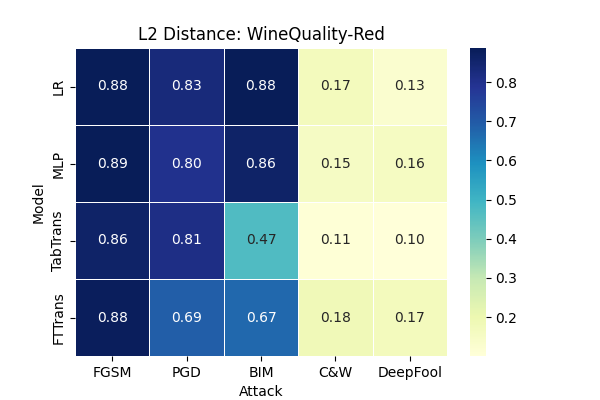 L2 Distance: WineQuality-Red
Model
LR 0.88 0.83 0.88 0.17 0.13
MLP 0.89 0.80 0.86 0.15 0.16
TabTrans 0.86 0.81 0.47 0.11 0.10
FTTrans 0.88 0.69 0.67 0.18 0.17
FGSM PGD BIM C&W DeepFool
Attack
0.8
0.7
0.6
0.5
0.4
0.3
0.2